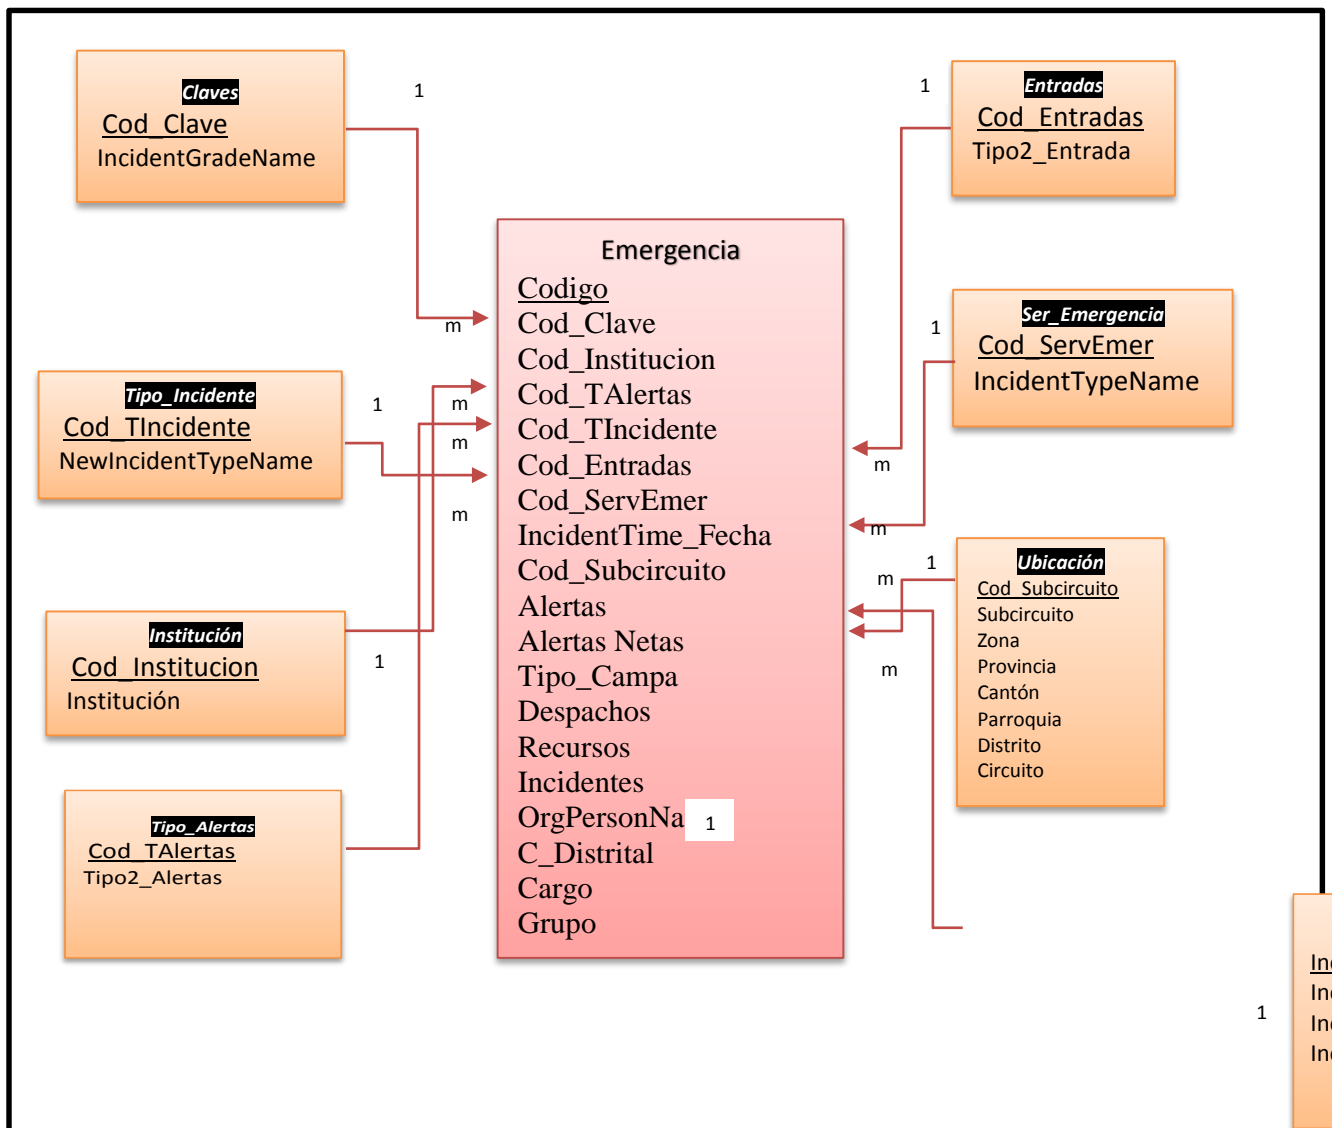 Claves
Cod_Clave
IncidentGradeName
1
m
Tipo_Incidente
Cod_TIncidente
NewIncidentTypeName
1
m
m
m
Institución
Cod_Institucion
Institución
1
Tipo_Alertas
Cod_TAlertas
Tipo2_Alertas
Emergencia
Codigo
Cod_Clave
Cod_Institucion
Cod_TAlertas
Cod_TIncidente
Cod_Entradas
Cod_ServEmer
IncidentTime_Fecha
Cod_Subcircuito
Alertas
Alertas Netas
Tipo_Campa
Despachos
Recursos
Incidentes
OrgPersonNa
1
C_Distrital
Cargo
Grupo
1
Entradas
Cod_Entradas
Tipo2_Entrada
m
1
Ser_Emergencia
Cod_ServEmer
IncidentTypeName
m
1
m
m
Ubicación
Cod_Subcircuito
Subcircuito
Zona
Provincia
Cantón
Parroquia
Distrito
Circuito
1